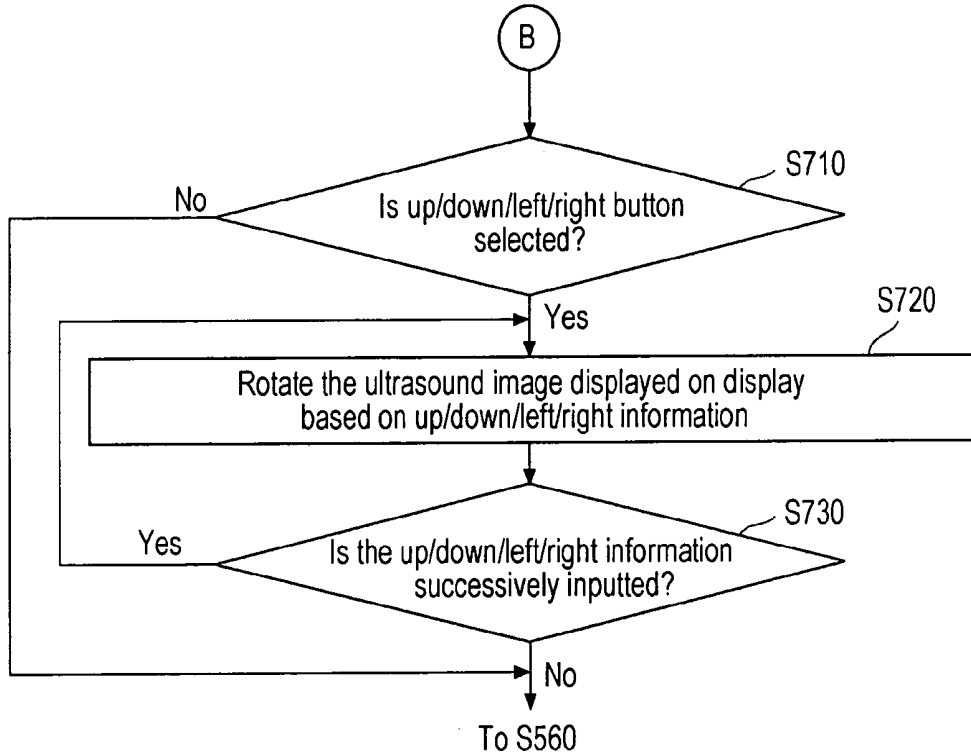 B
S710
No
Is up/down/left/right button
selected?
Yes
S720
Rotate the ultrasound image displayed on display
based on up/down/left/right information
S730
Yes
Is the up/down/left/right information
successively inputted?
No
To S560